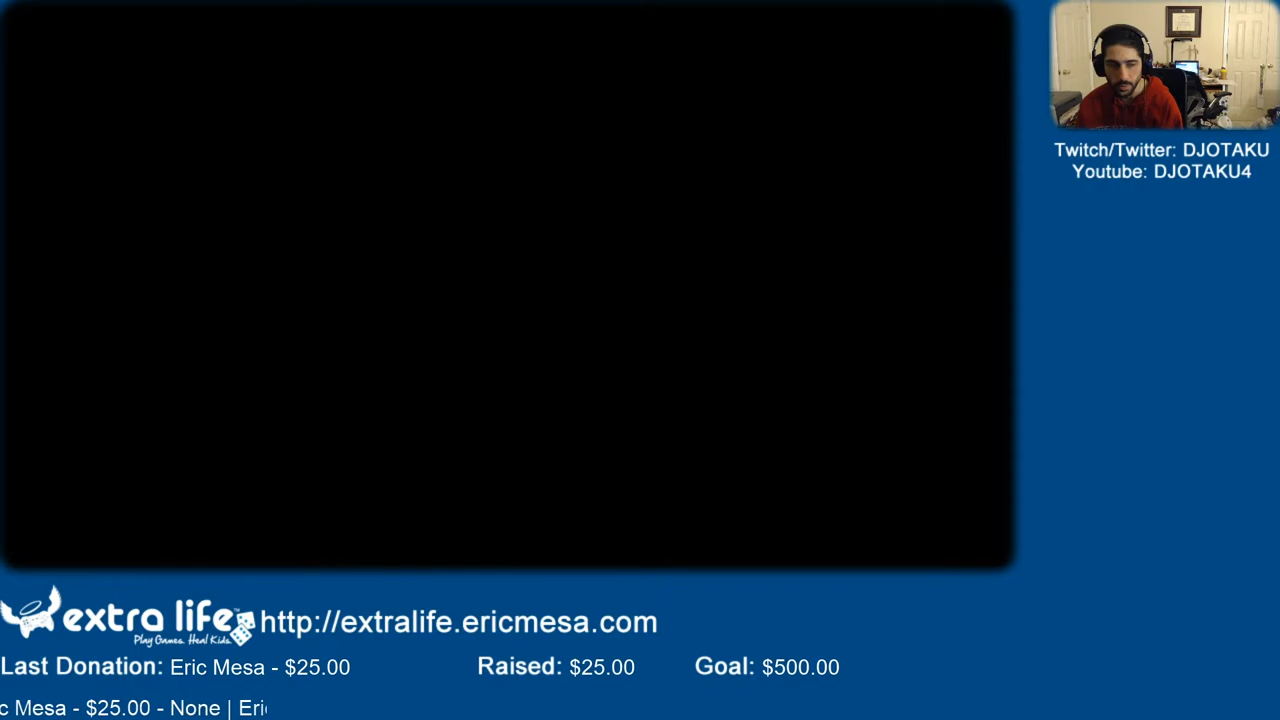 Twitch/Twitter: DJOTAKU
Youtube: DJOTAKU4
extra life
Play Games. Heal Kids.
http://extralife.ericmesa.com
Last Donation: Eric Mesa - $25.00 Raised: $25.00 Goal: $500.00
c Mesa - $25.00 - None | Eric